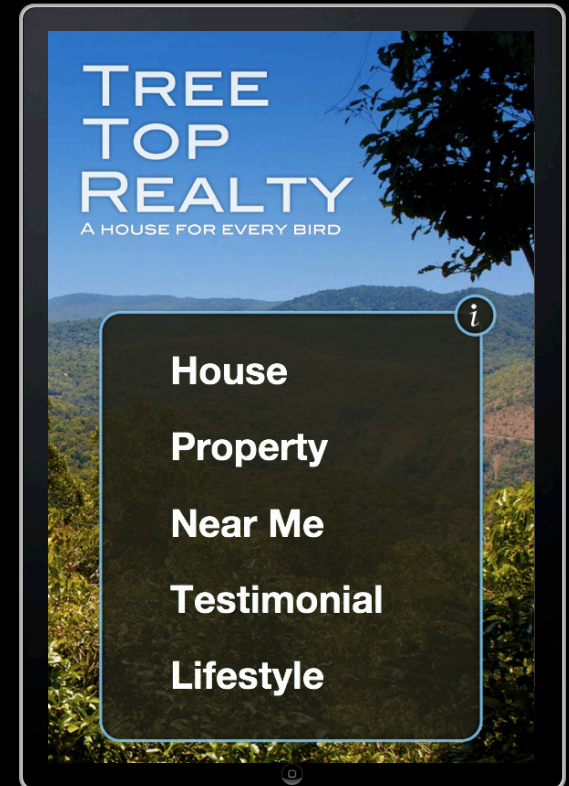 TREE
TOP
REALTY
A HOUSE FOR EVERY BIRD
i
House
Property
Near Me
Testimonial
Lifestyle